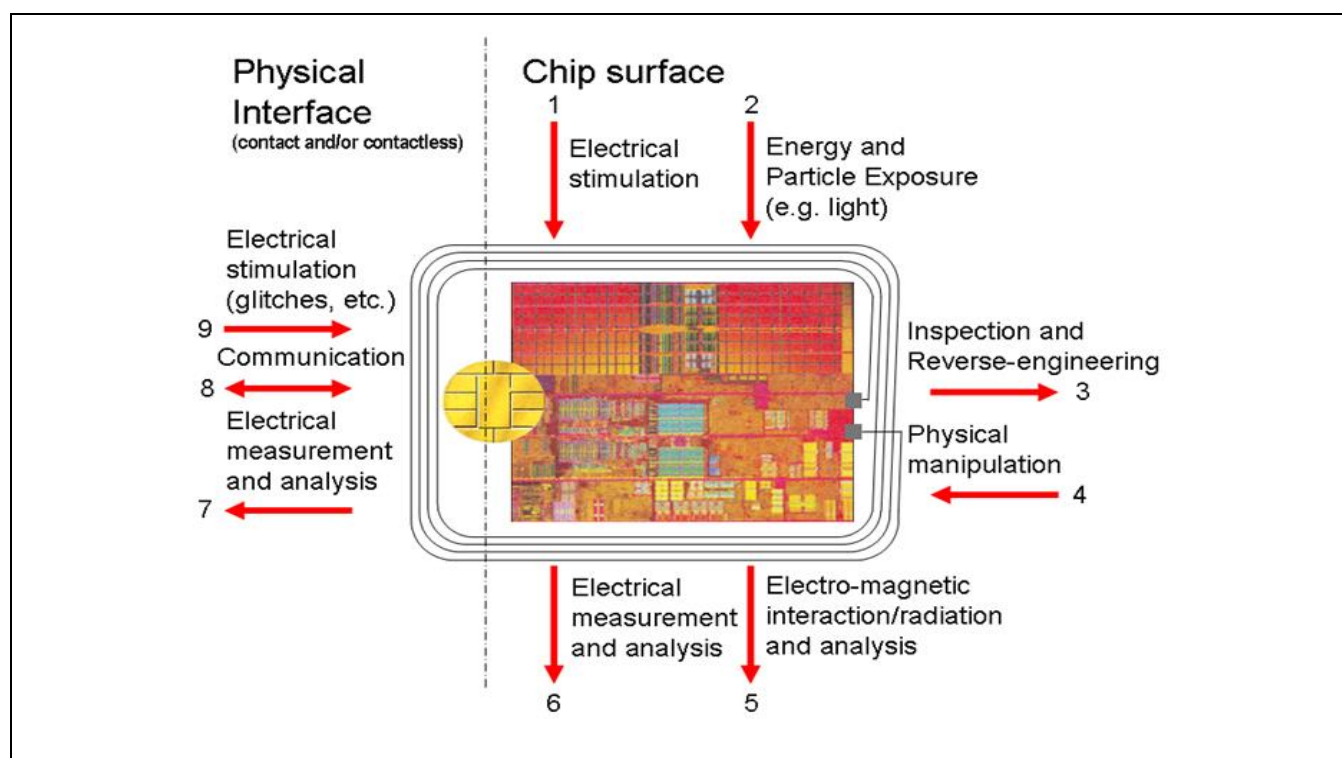 Physical
Interface
(contact and/or contactless)
Chip surface
1
2
Electrical
stimulation
Energy and
Particle Exposure
(e.g. light)
Electrical
stimulation
(glitches, etc.)
9
Communication
8
Electrical
measurement
and analysis
7
Inspection and
Reverse-engineering
3
Physical
manipulation
4
Electrical
measurement
and analysis
6
Electro-magnetic
interaction/radiation
and analysis
5